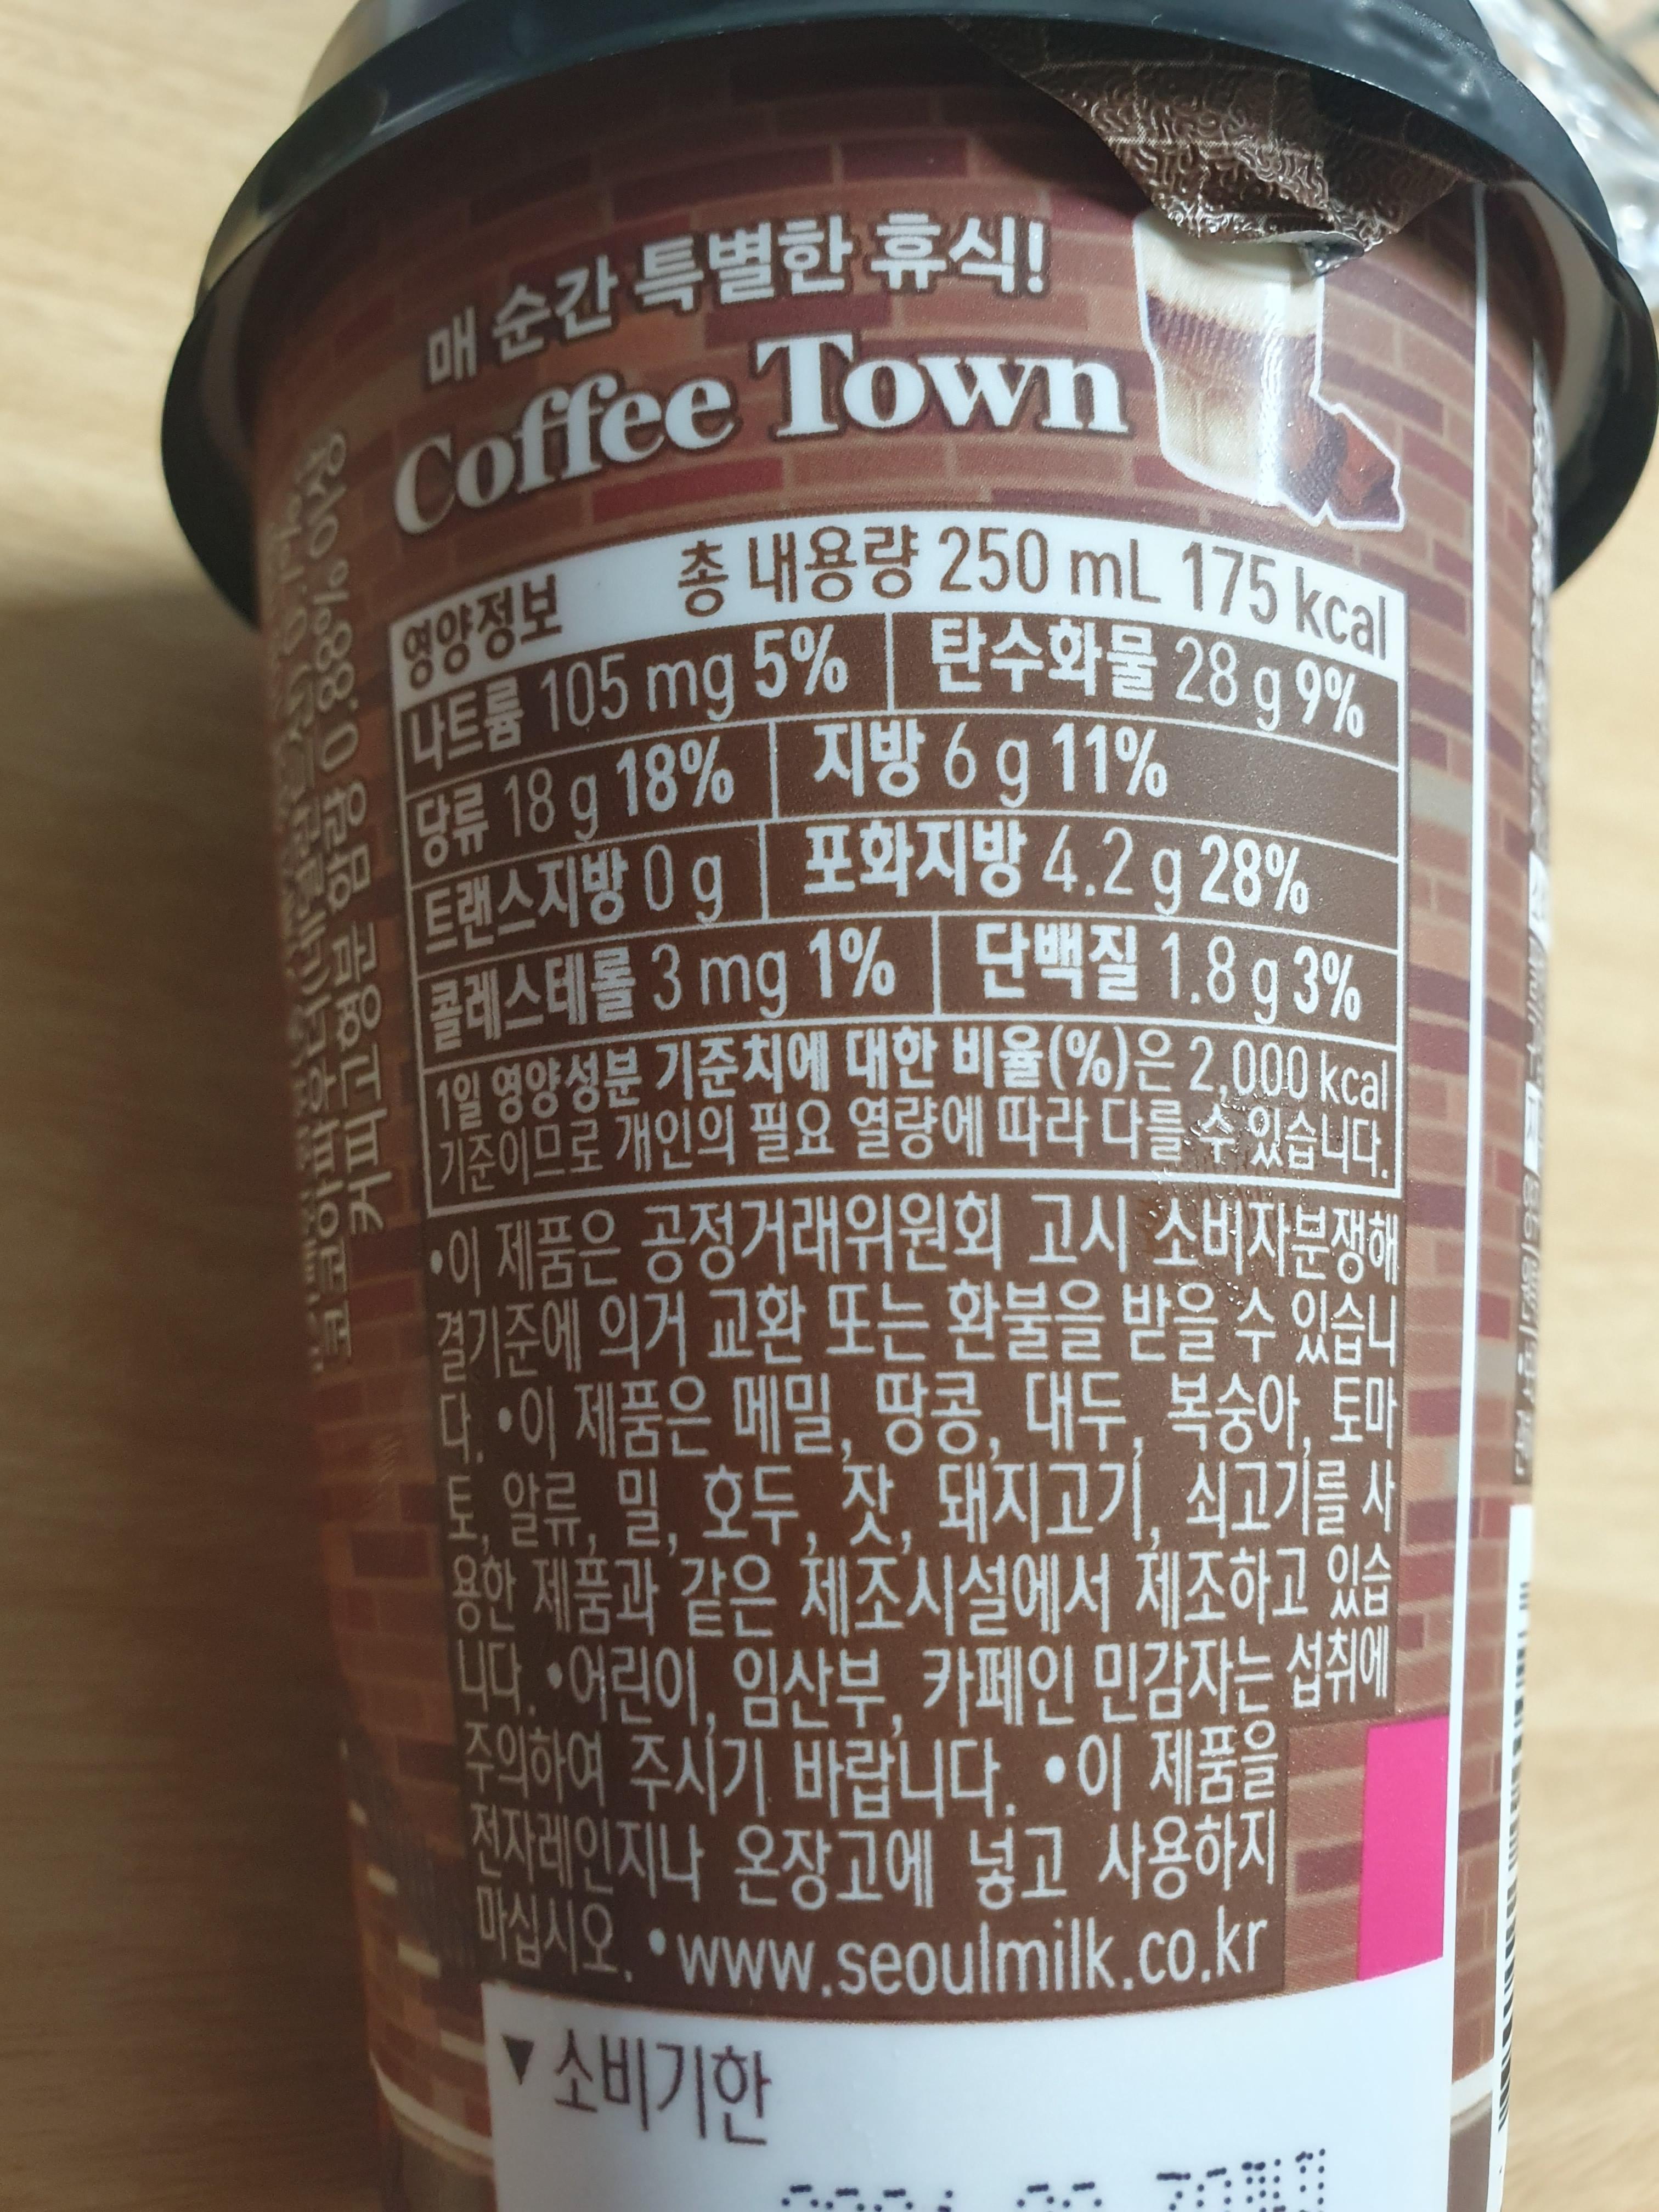 매 순간 특별한 휴식!
Coffee Town
영양정보 총 내용량 250 mL 175 kcal
나트륨 105 mg 5% 탄수화물 28 g 9%
당류 18 g 18% 지방 6 g 11%
트랜스지방 0 g 포화지방 4.2 g 28%
콜레스테롤 3 mg 1% 단백질 1.8 g 3%
1일 영양성분 기준치에 대한 비율(%)은 2,000 kcal
기준이므로 개인의 필요 열량에 따라 다를 수 있습니다.
•이 제품은 공정거래위원회 고시 소비자분쟁해
결기준에 의거 교환 또는 환불을 받을 수 있습니
다. •이 제품은 메밀, 땅콩, 대두, 복숭아, 토마
토, 알류, 밀, 호두, 잣, 돼지고기, 쇠고기를 사
용한 제품과 같은 제조시설에서 제조하고 있습
니다. •어린이, 임산부, 카페인 민감자는 섭취에
주의하여 주시기 바랍니다. •이 제품을
전자레인지나 온장고에 넣고 사용하지
마십시오. •www.seoulmilk.co.kr
▼소비기한
커피고형분 함량 0.88% 이상